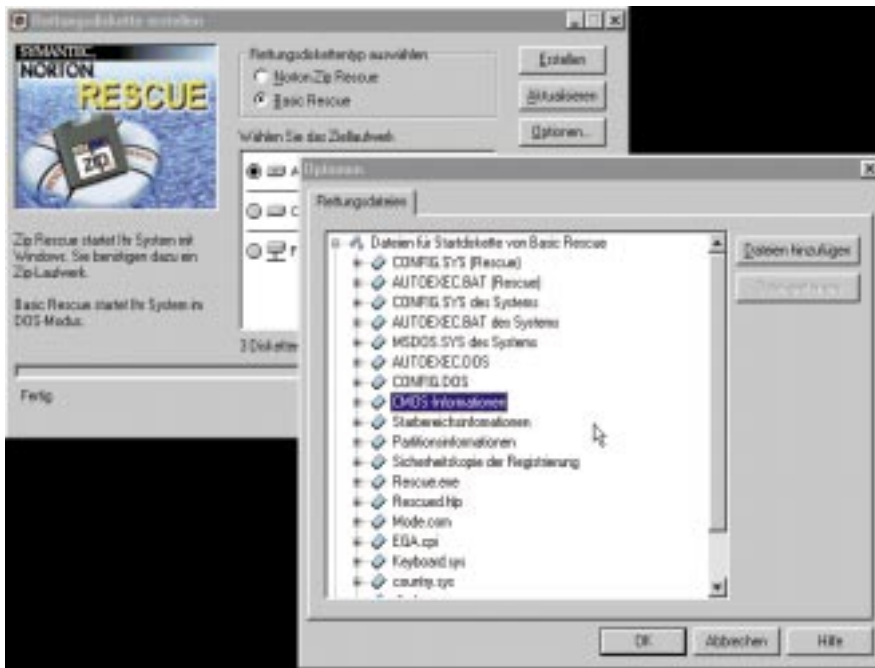 Rettungsdiskette erstellen
SYMANTEC.
NORTON
RESCUE
ZIP
Rettungsdiskettentyp auswählen
Norton Zip Rescue
Basic Rescue
Erstellen
Aktualisieren
Optionen...
Wählen Sie das Ziellaufwerk
A
C
F
Zip Rescue startet Ihr System mit
Windows. Sie benötigen dazu ein
Zip-Laufwerk.
Basic Rescue startet Ihr System im
DOS-Modus.
3 Disketten
Fertig
Optionen
Rettungsdateien
Dateien für Startdiskette von Basic Rescue
CONFIG.SYS (Rescue)
AUTOEXEC.BAT (Rescue)
CONFIG.SYS des Systems
AUTOEXEC.BAT des Systems
MSDOS.SYS des Systems
AUTOEXEC.DOS
CONFIG.DOS
CMOS-Informationen
Startbereichsinformationen
Partitionsinformationen
Sicherheitskopie der Registrierung
Rescue.exe
Rescued.hlp
Mode.com
EGA.cpi
Keyboard.sys
country.sys
Dateien hinzufügen
OK
Abbrechen
Hilfe